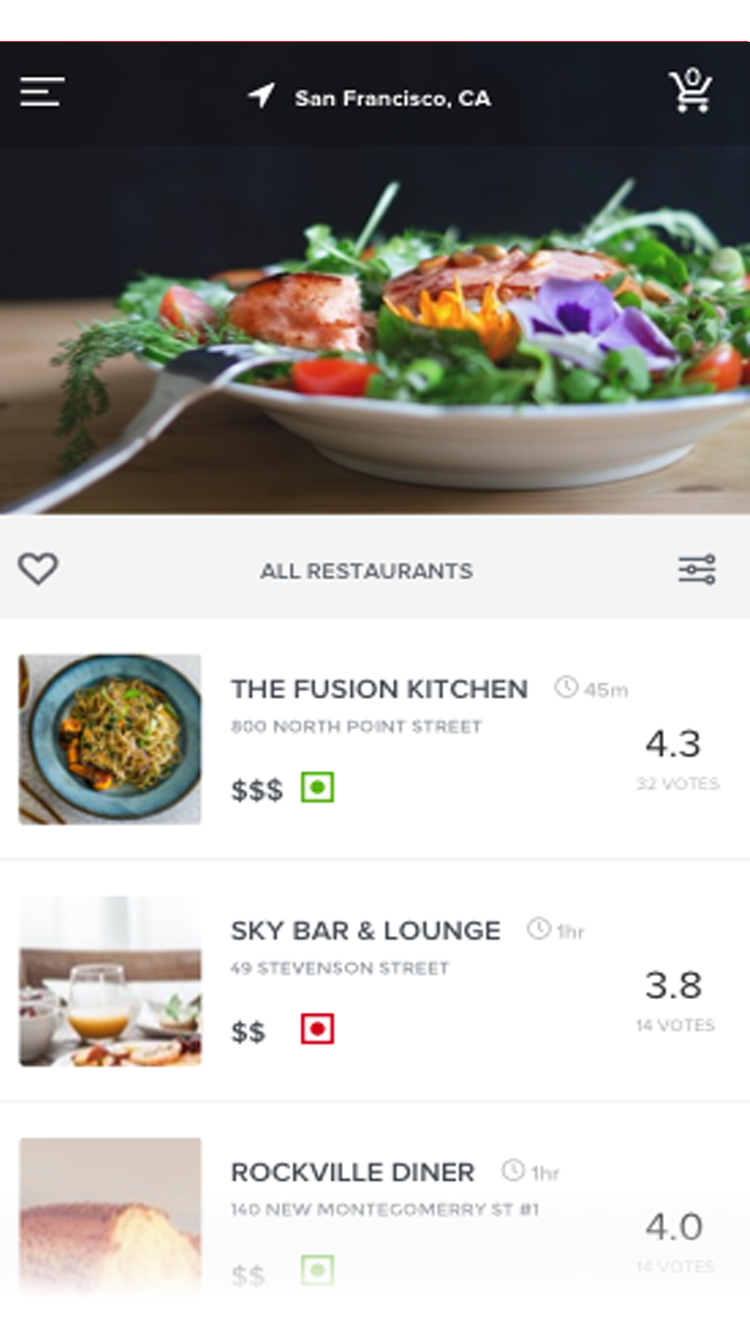 San Francisco, CA
0
ALL RESTAURANTS
THE FUSION KITCHEN 45m
800 NORTH POINT STREET
4.3
32 VOTES
$$$
SKY BAR & LOUNGE 1hr
49 STEVENSON STREET
3.8
14 VOTES
$$
ROCKVILLE DINER 1hr
140 NEW MONTEGOMERRY ST #1
4.0
14 VOTES
$$